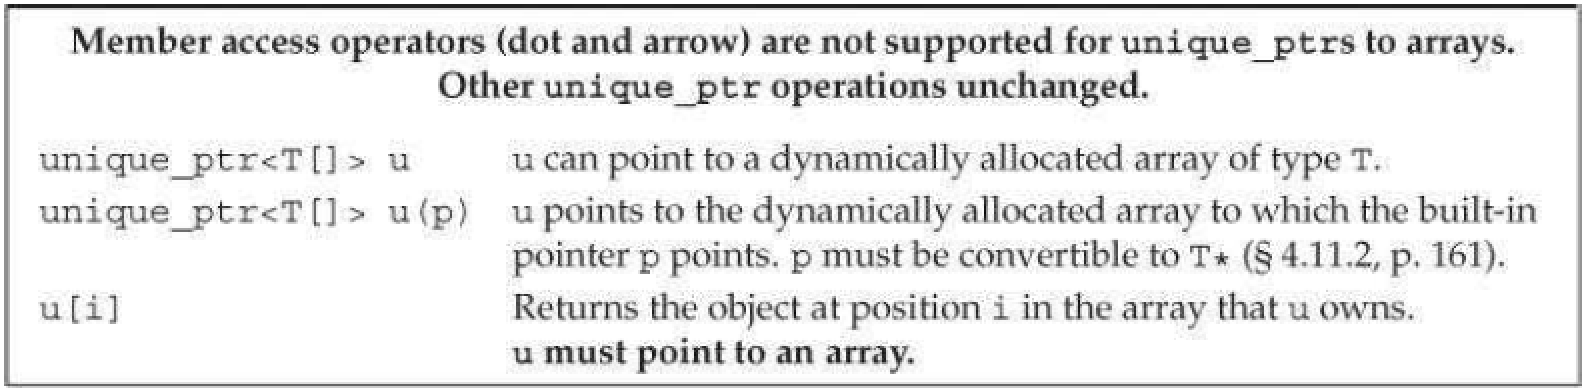 Member access operators (dot and arrow) are not supported for unique_ptrs to arrays.
Other unique_ptr operations unchanged.
unique_ptr<T[]> u u can point to a dynamically allocated array of type T.
unique_ptr<T[]> u(p) u points to the dynamically allocated array to which the built-in
pointer p points. p must be convertible to T* (§ 4.11.2, p. 161).
u[i] Returns the object at position i in the array that u owns.
u must point to an array.